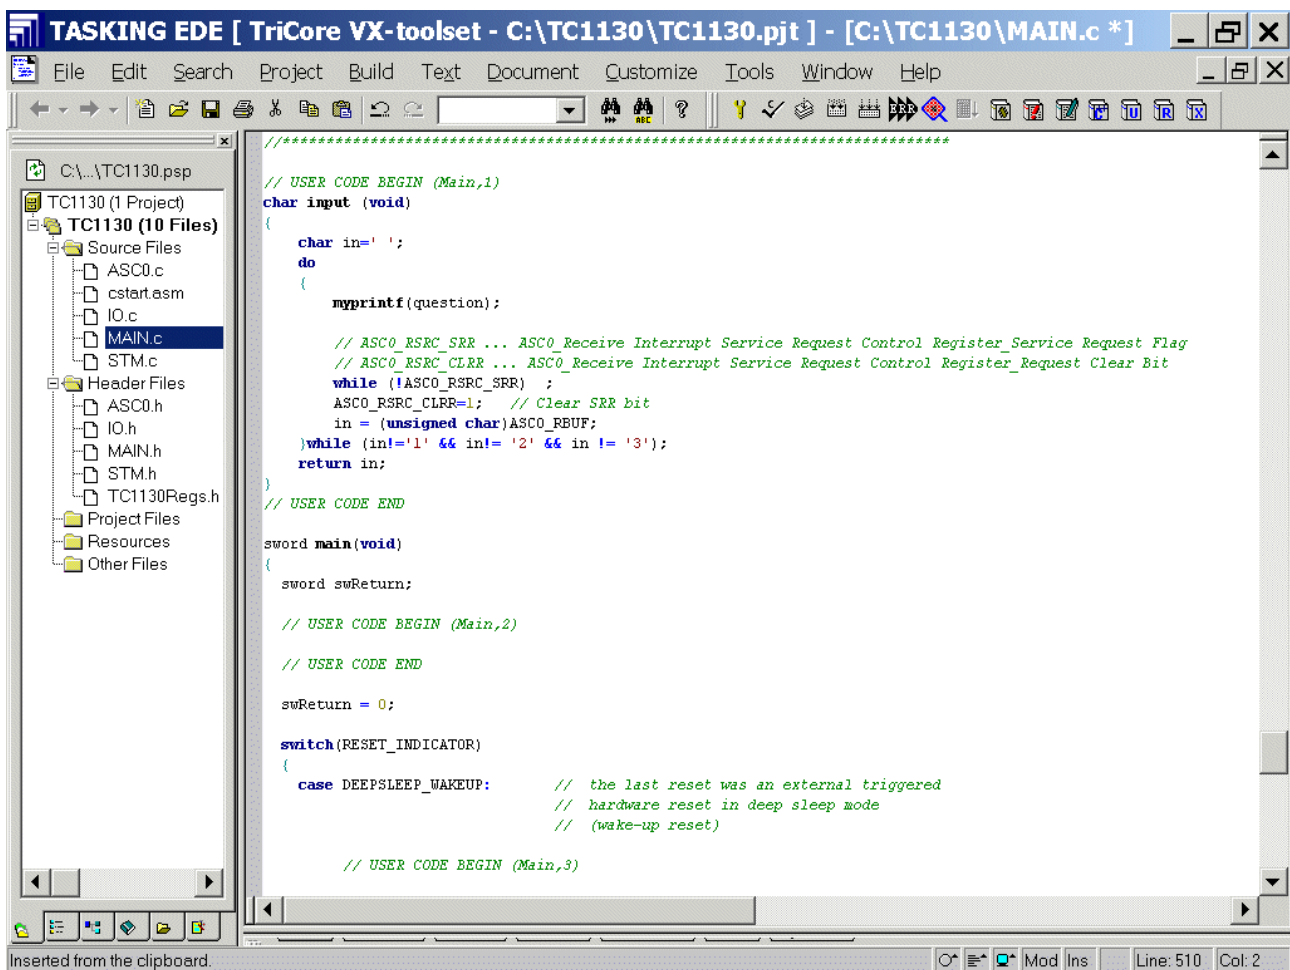 TASKING EDE [ TriCore VX-toolset - C:\TC1130\TC1130.pjt ] - [C:\TC1130\MAIN.c *]
File Edit Search Project Build Text Document Customize Tools Window Help
C:\...\TC1130.psp
TC1130 (1 Project)
TC1130 (10 Files)
Source Files
ASC0.c
cstart.asm
IO.c
MAIN.c
STM.c
Header Files
ASC0.h
IO.h
MAIN.h
STM.h
TC1130Regs.h
Project Files
Resources
Other Files
//*****************************************************************************
// USER CODE BEGIN (Main,1)
char input (void)
{
char in=' ';
do
{
myprintf(question);
// ASC0_RSRC_SRR ... ASC0_Receive Interrupt Service Request Control Register_Service Request Flag
// ASC0_RSRC_CLRR ... ASC0_Receive Interrupt Service Request Control Register_Request Clear Bit
while (!ASC0_RSRC_SRR) ;
ASC0_RSRC_CLRR=1; // Clear SRR bit
in = (unsigned char)ASC0_RBUF;
}while (in!='1' && in!= '2' && in != '3');
return in;
}
// USER CODE END
sword main(void)
{
sword swReturn;
// USER CODE BEGIN (Main,2)
// USER CODE END
swReturn = 0;
switch(RESET_INDICATOR)
{
case DEEPSLEEP_WAKEUP: // the last reset was an external triggered
// hardware reset in deep sleep mode
// (wake-up reset)
// USER CODE BEGIN (Main,3)
Inserted from the clipboard. Mod Ins Line: 510 Col: 2